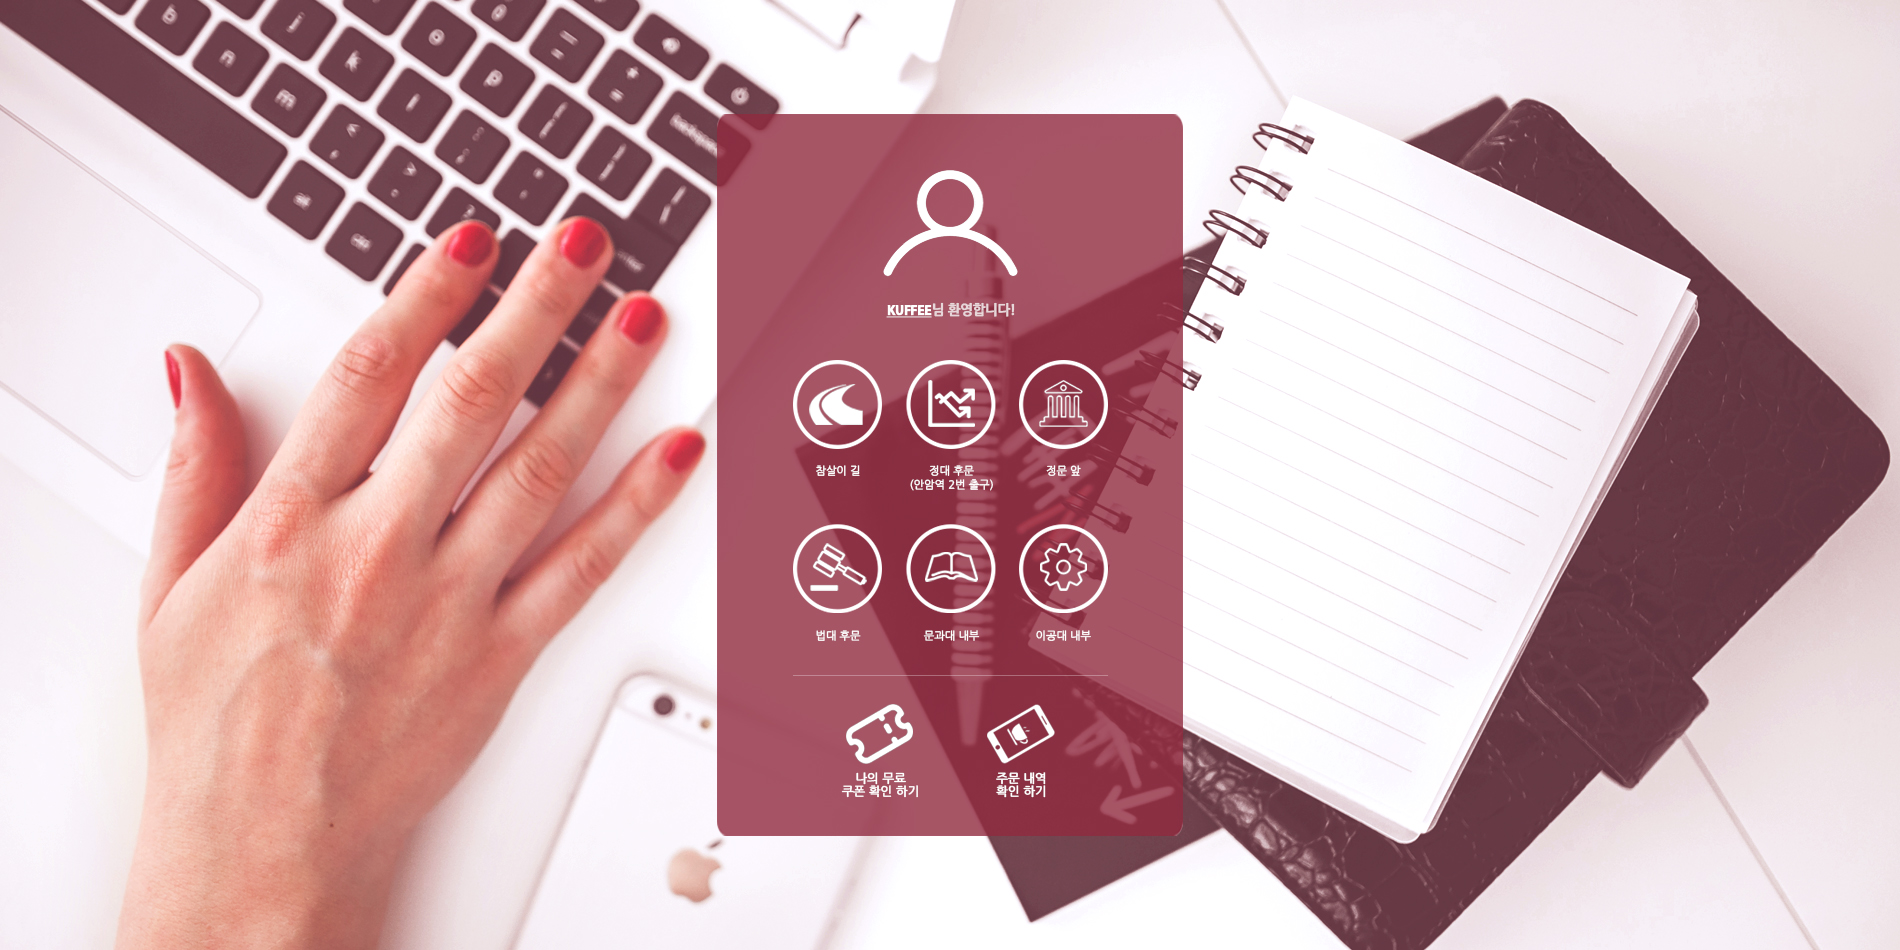 KUFFEE님 환영합니다!
참살이 길
정대 후문
(안암역 2번 출구)
정문 앞
법대 후문
문과대 내부
이공대 내부
나의 무료
쿠폰 확인 하기
주문 내역
확인 하기